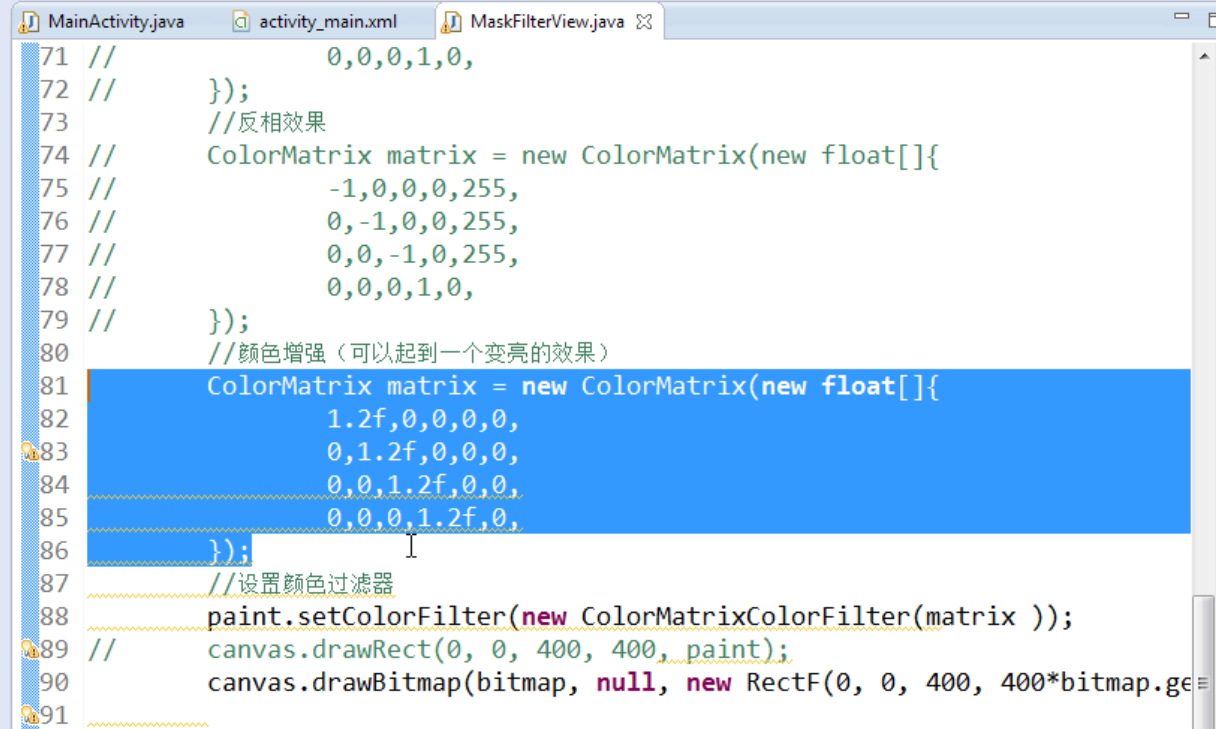 MainActivity.java activity_main.xml MaskFilterView.java
71 // 0,0,0,1,0,
72 // });
73 //反相效果
74 // ColorMatrix matrix = new ColorMatrix(new float[]{
75 // -1,0,0,0,255,
76 // 0,-1,0,0,255,
77 // 0,0,-1,0,255,
78 // 0,0,0,1,0,
79 // });
80 //颜色增强（可以起到一个变亮的效果）
81 ColorMatrix matrix = new ColorMatrix(new float[]{
82 1.2f,0,0,0,0,
83 0,1.2f,0,0,0,
84 0,0,1.2f,0,0,
85 0,0,0,1.2f,0,
86 });
87 //设置颜色过滤器
88 paint.setColorFilter(new ColorMatrixColorFilter(matrix ));
89 // canvas.drawRect(0, 0, 400, 400, paint);
90 canvas.drawBitmap(bitmap, null, new RectF(0, 0, 400, 400*bitmap.ge
91